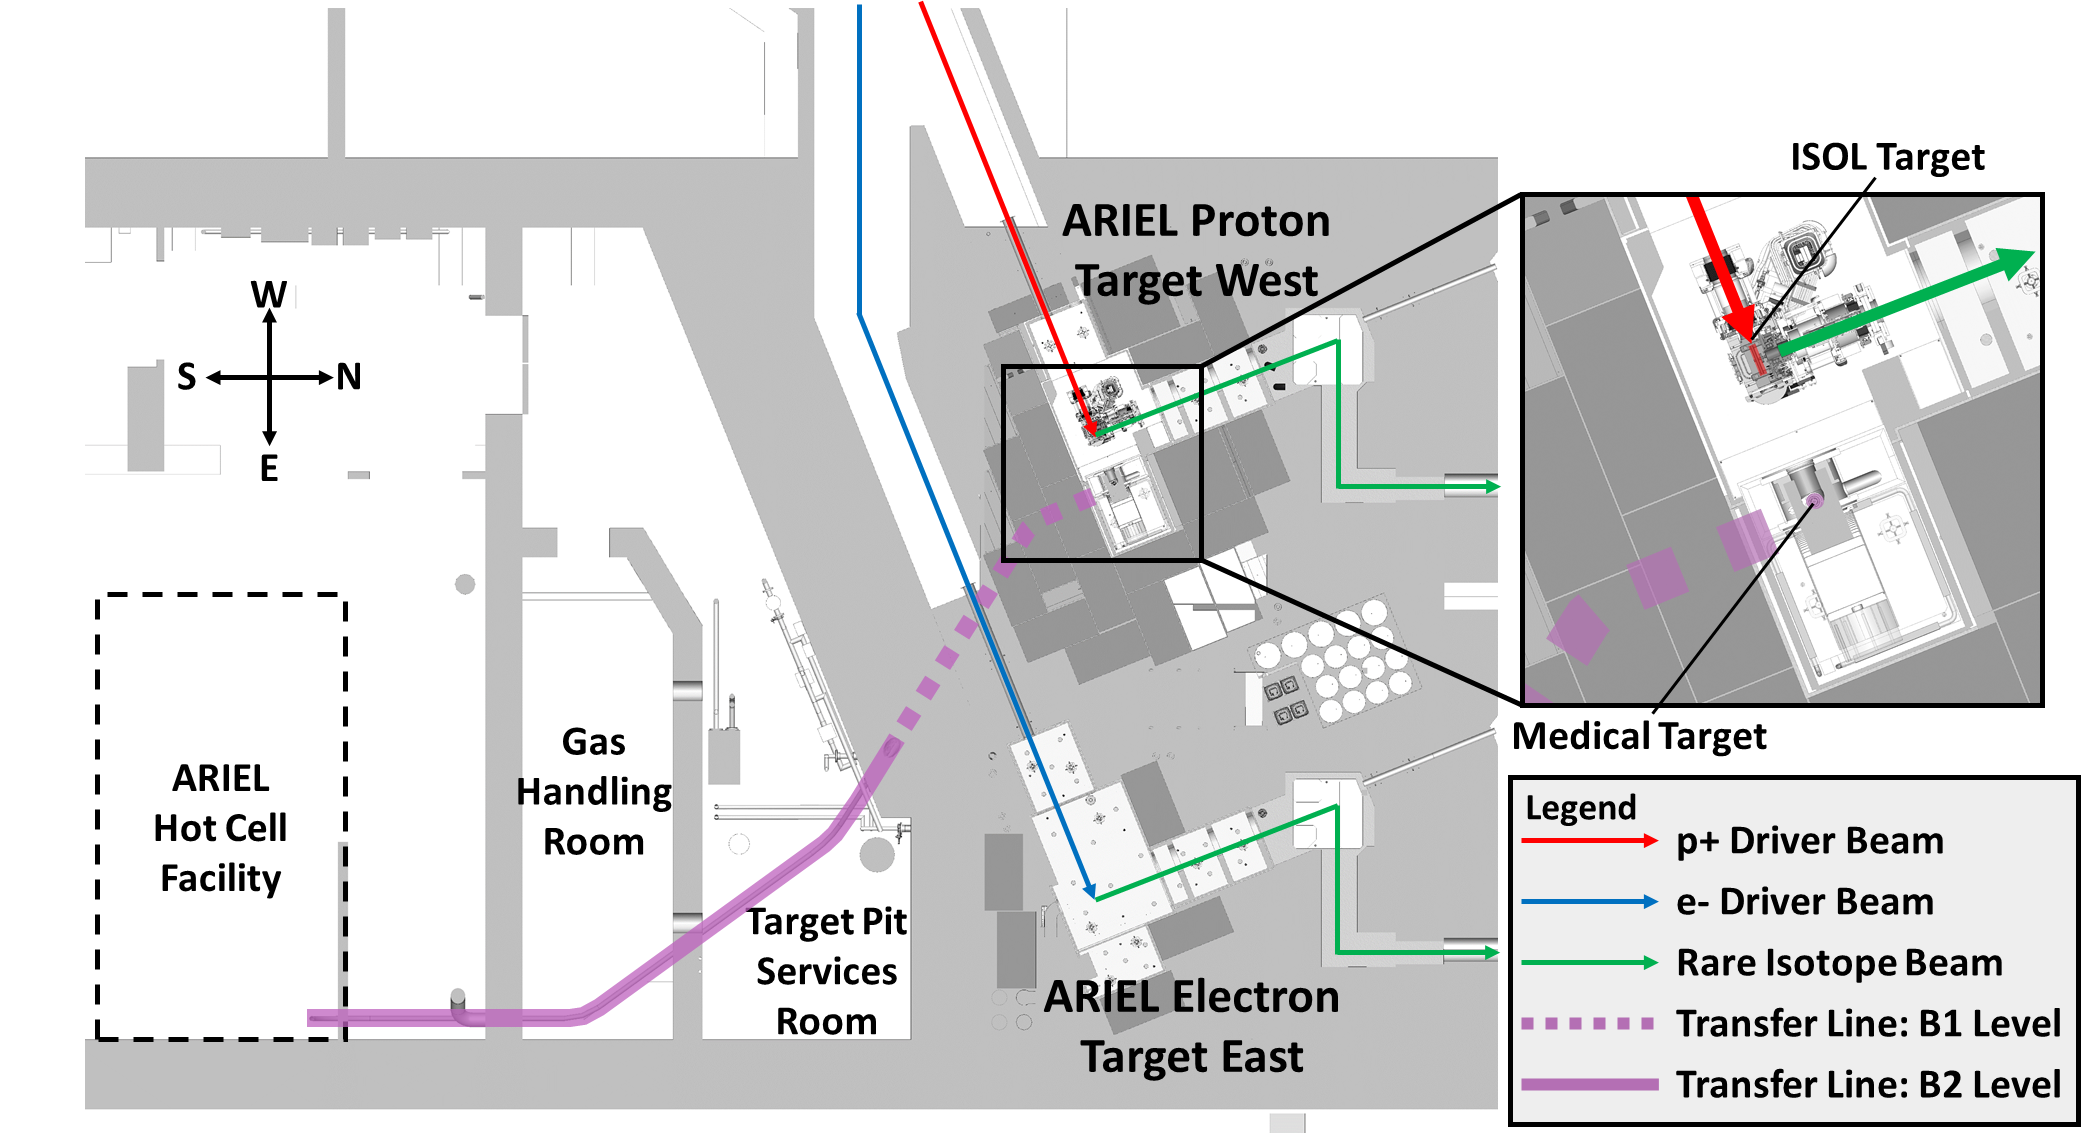 ISOL Target
ARIEL Proton
Target West
W
S
N
E
Medical Target
Gas
Handling
Room
ARIEL
Hot Cell
Facility
Target Pit
Services
Room
ARIEL Electron
Target East
Legend
p+ Driver Beam
e- Driver Beam
Rare Isotope Beam
Transfer Line: B1 Level
Transfer Line: B2 Level